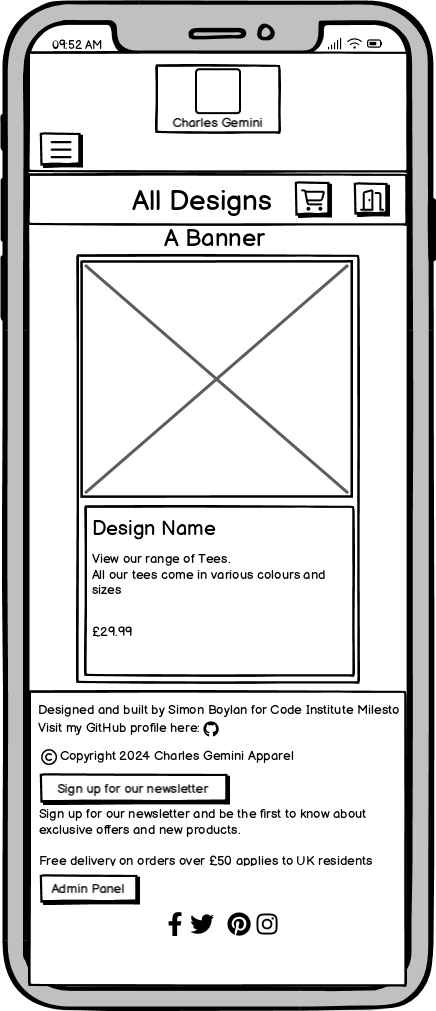 09:52 AM
Charles Gemini
All Designs
A Banner
Design Name
View our range of Tees.
All our tees come in various colours and
sizes
£29.99
Designed and built by Simon Boylan for Code Institute Milesto
Visit my GitHub profile here:
© Copyright 2024 Charles Gemini Apparel
Sign up for our newsletter
Sign up for our newsletter and be the first to know about
exclusive offers and new products.
Free delivery on orders over £50 applies to UK residents
Admin Panel